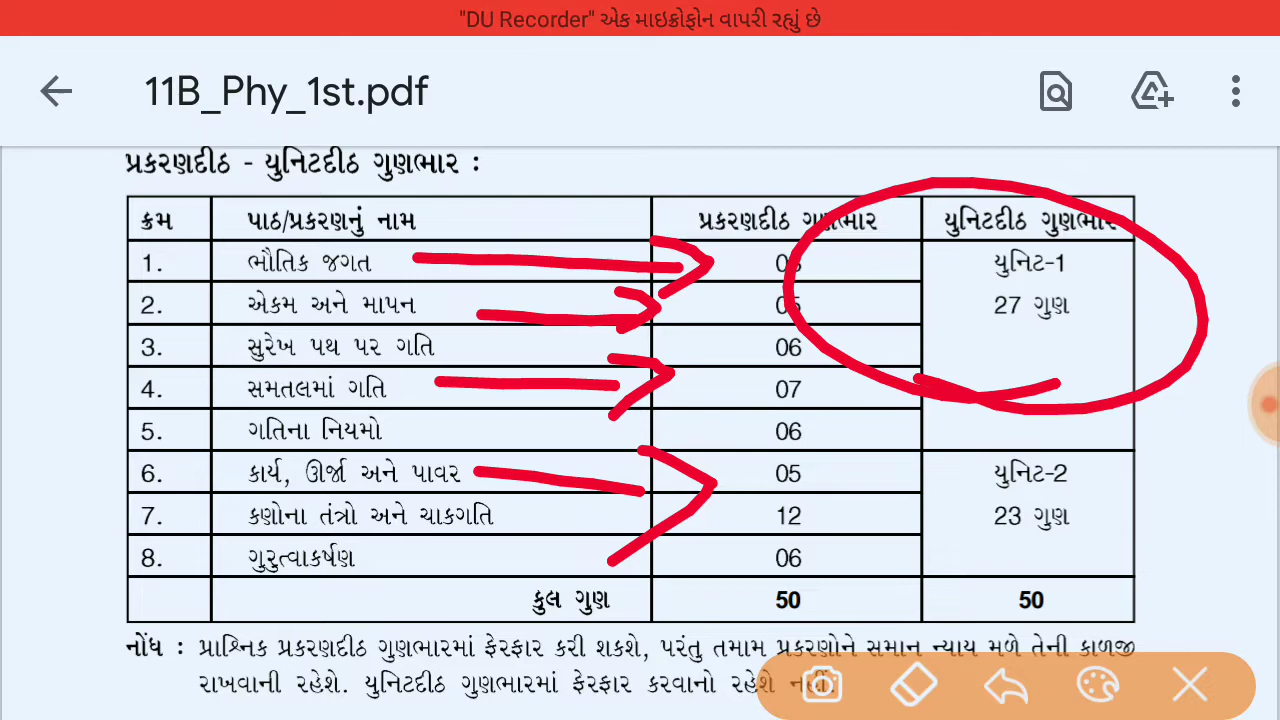 "DU Recorder" એક માઇક્રોફોન વાપરી રહ્યું છે
11B_Phy_1st.pdf
પ્રકરણદીઠ - યુનિટદીઠ ગુણભાર :
ક્રમ પાઠ/પ્રકરણનું નામ પ્રકરણદીઠ ગુણભાર યુનિટદીઠ ગુણભાર
1. ભૌતિક જગત 03 યુનિટ-1
2. એકમ અને માપન 05 27 ગુણ
3. સુરેખ પથ પર ગતિ 06
4. સમતલમાં ગતિ 07
5. ગતિના નિયમો 06
6. કાર્ય, ઊર્જા અને પાવર 05 યુનિટ-2
7. કણોના તંત્રો અને ચાકગતિ 12 23 ગુણ
8. ગુરુત્વાકર્ષણ 06
કુલ ગુણ 50 50
નોંધ : પ્રાશ્નિક પ્રકરણદીઠ ગુણભારમાં ફેરફાર કરી શકશે, પરંતુ તમામ પ્રકરણોને સમાન ન્યાય મળે તેની કાળજી
રાખવાની રહેશે. યુનિટદીઠ ગુણભારમાં ફેરફાર કરવાનો રહેશે નહીં.